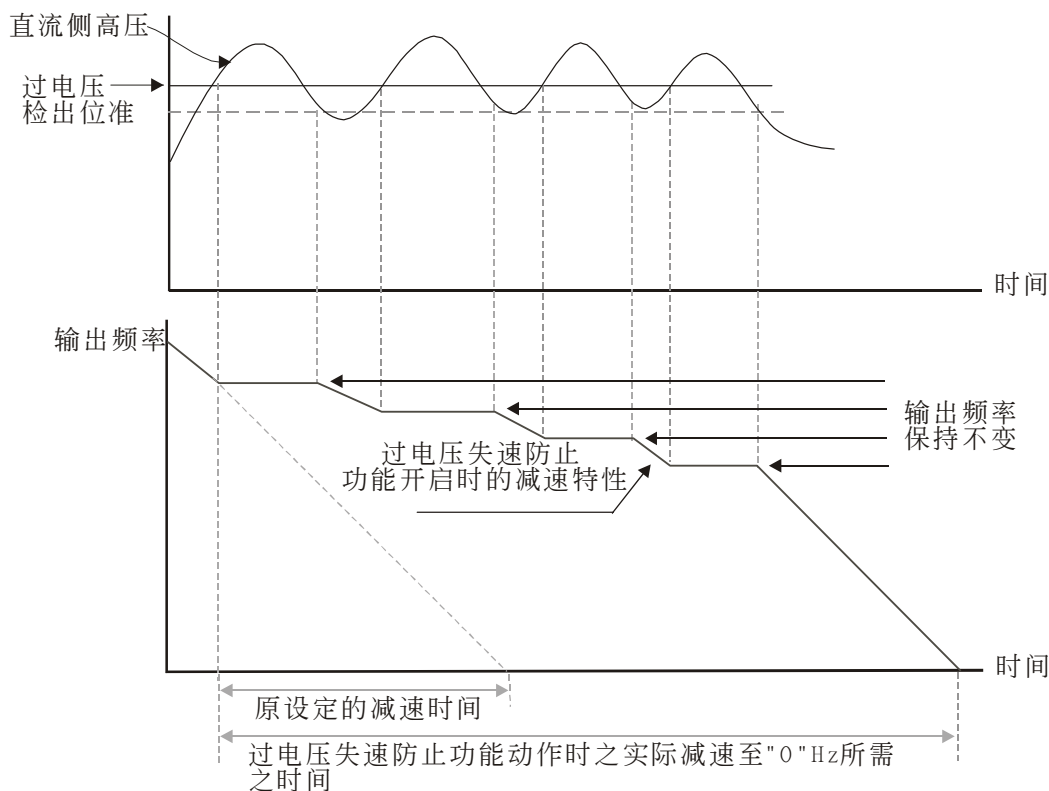 直流侧高压
过电压
检出位准
时间
输出频率
输出频率
保持不变
过电压失速防止
功能开启时的减速特性
时间
原设定的减速时间
过电压失速防止功能动作时之实际减速至"0"Hz所需
之时间